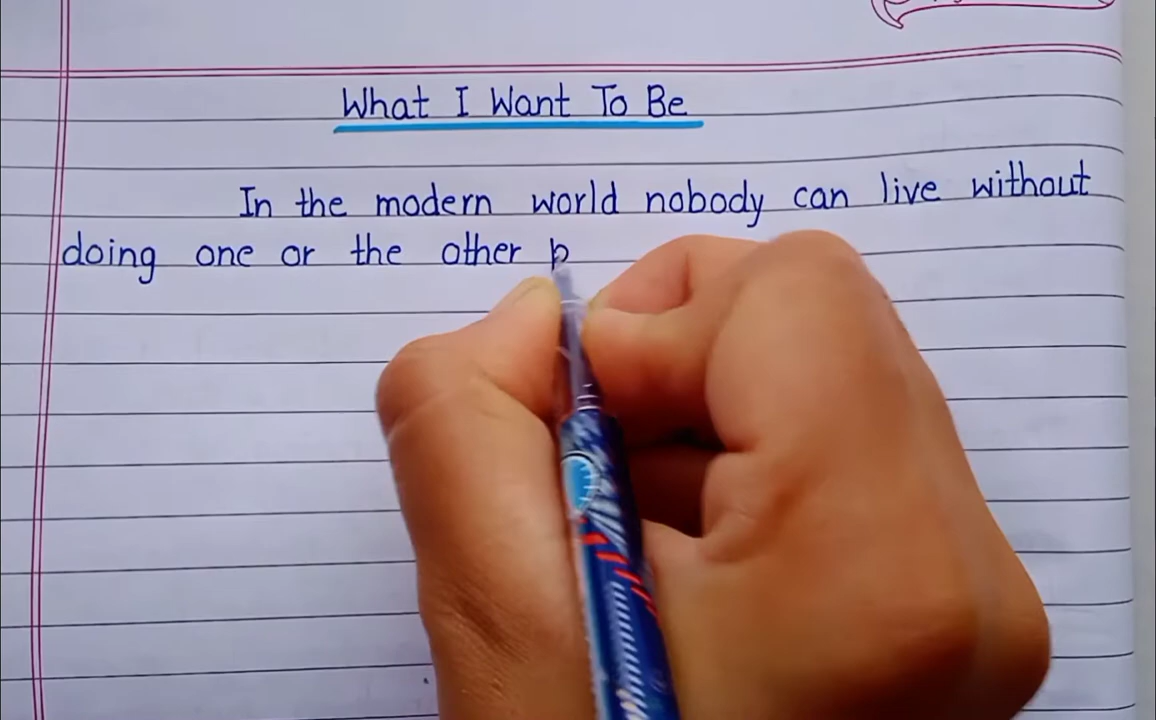 What I Want To Be
In the modern world nobody can live without
doing one or the other p